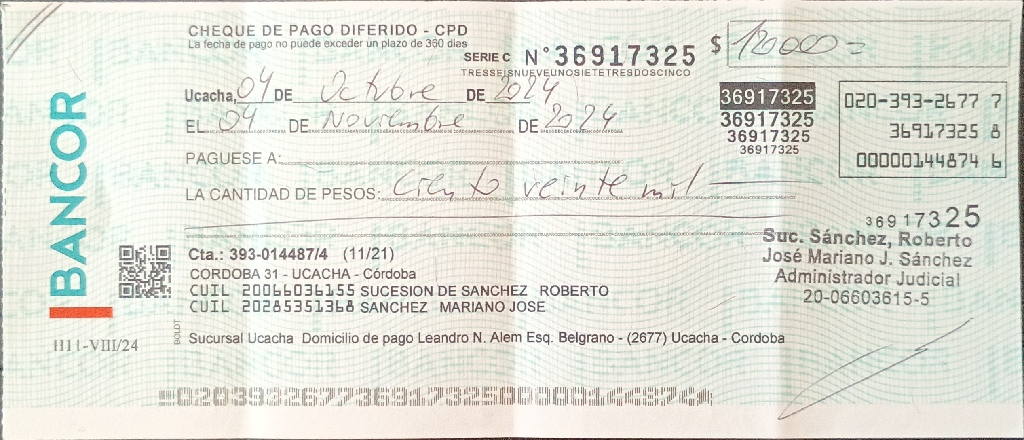 CHEQUE DE PAGO DIFERIDO - CPD
La fecha de pago no puede exceder un plazo de 360 días
SERIE C N°36917325
TRESSEISNUEVEUNOSIETETRESDOSCINCO
$ 120000=
Ucacha, 04 DE Octubre DE 2024
EL 04 DE Noviembre DE 2024
36917325
36917325
36917325
36917325
020-393-2677 7
36917325 8
00000144874 6
PAGUESE A:
LA CANTIDAD DE PESOS: Ciento veinte mil
BANCOR
Cta.: 393-014487/4 (11/21)
CORDOBA 31 - UCACHA - Córdoba
CUIL 20066036155 SUCESION DE SANCHEZ ROBERTO
CUIL 20285351368 SANCHEZ MARIANO JOSE
36917325
Suc. Sánchez, Roberto
José Mariano J. Sánchez
Administrador Judicial
20-06603615-5
BOLDT
Sucursal Ucacha Domicilio de pago Leandro N. Alem Esq. Belgrano - (2677) Ucacha - Cordoba
H11-VIII/24
02039326773691732500000144874